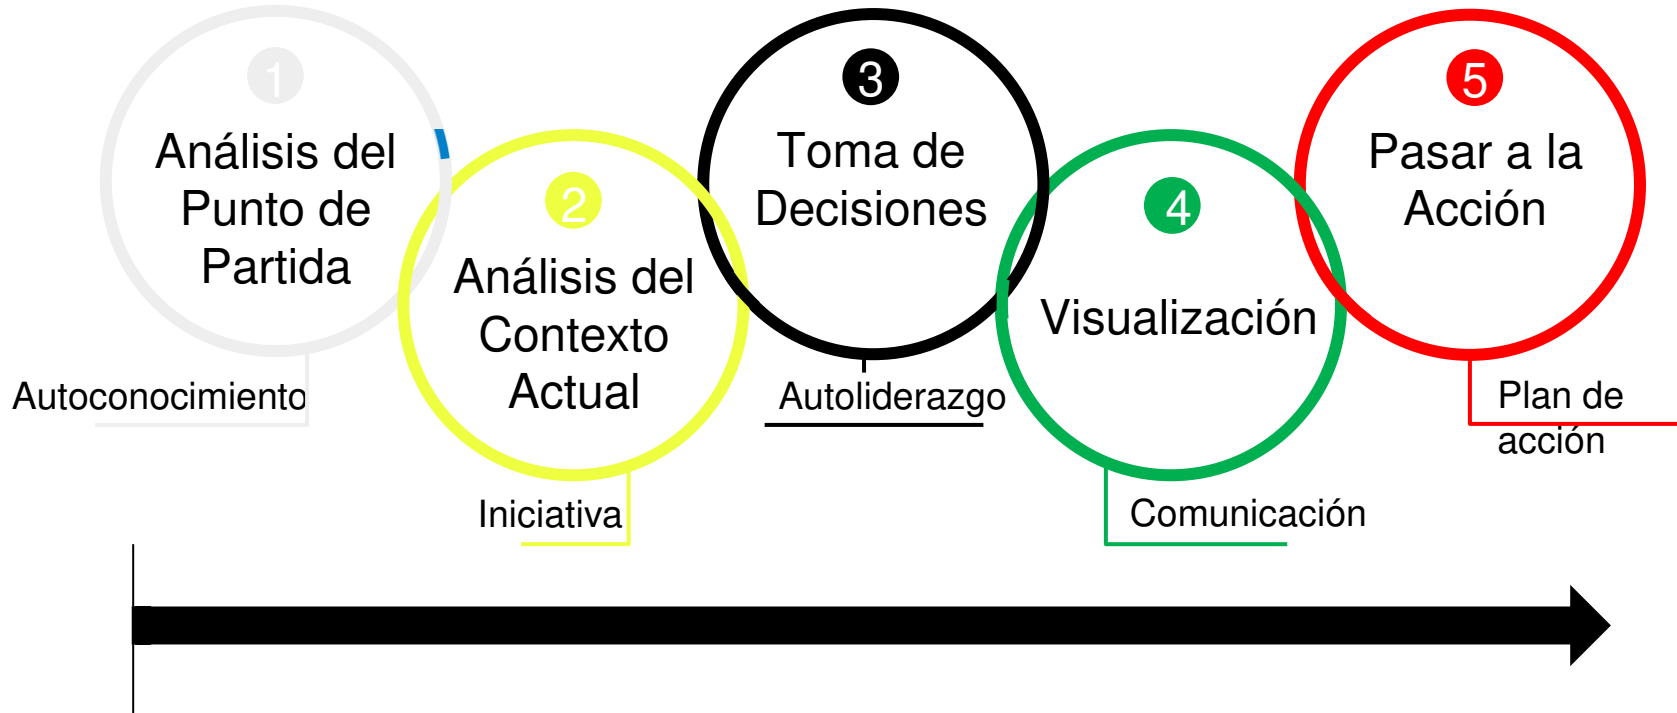 1
Análisis del
Punto de
Partida
Autoconocimiento
2
Análisis del
Contexto
Actual
Iniciativa
3
Toma de
Decisiones
Autoliderazgo
4
Visualización
Comunicación
5
Pasar a la
Acción
Plan de
acción